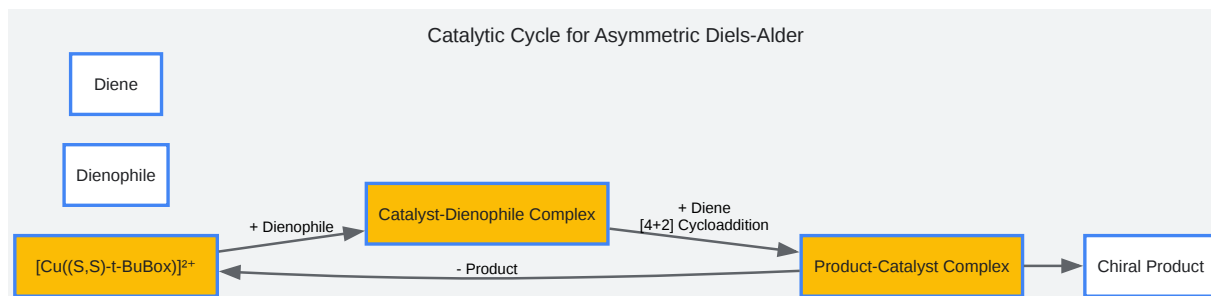 Catalytic Cycle for Asymmetric Diels-Alder
Diene
Dienophile
+ Dienophile
Catalyst-Dienophile Complex
+ Diene
[4+2] Cycloaddition
[Cu((S,S)-t-BuBox)]²⁺
- Product
Product-Catalyst Complex
Chiral Product